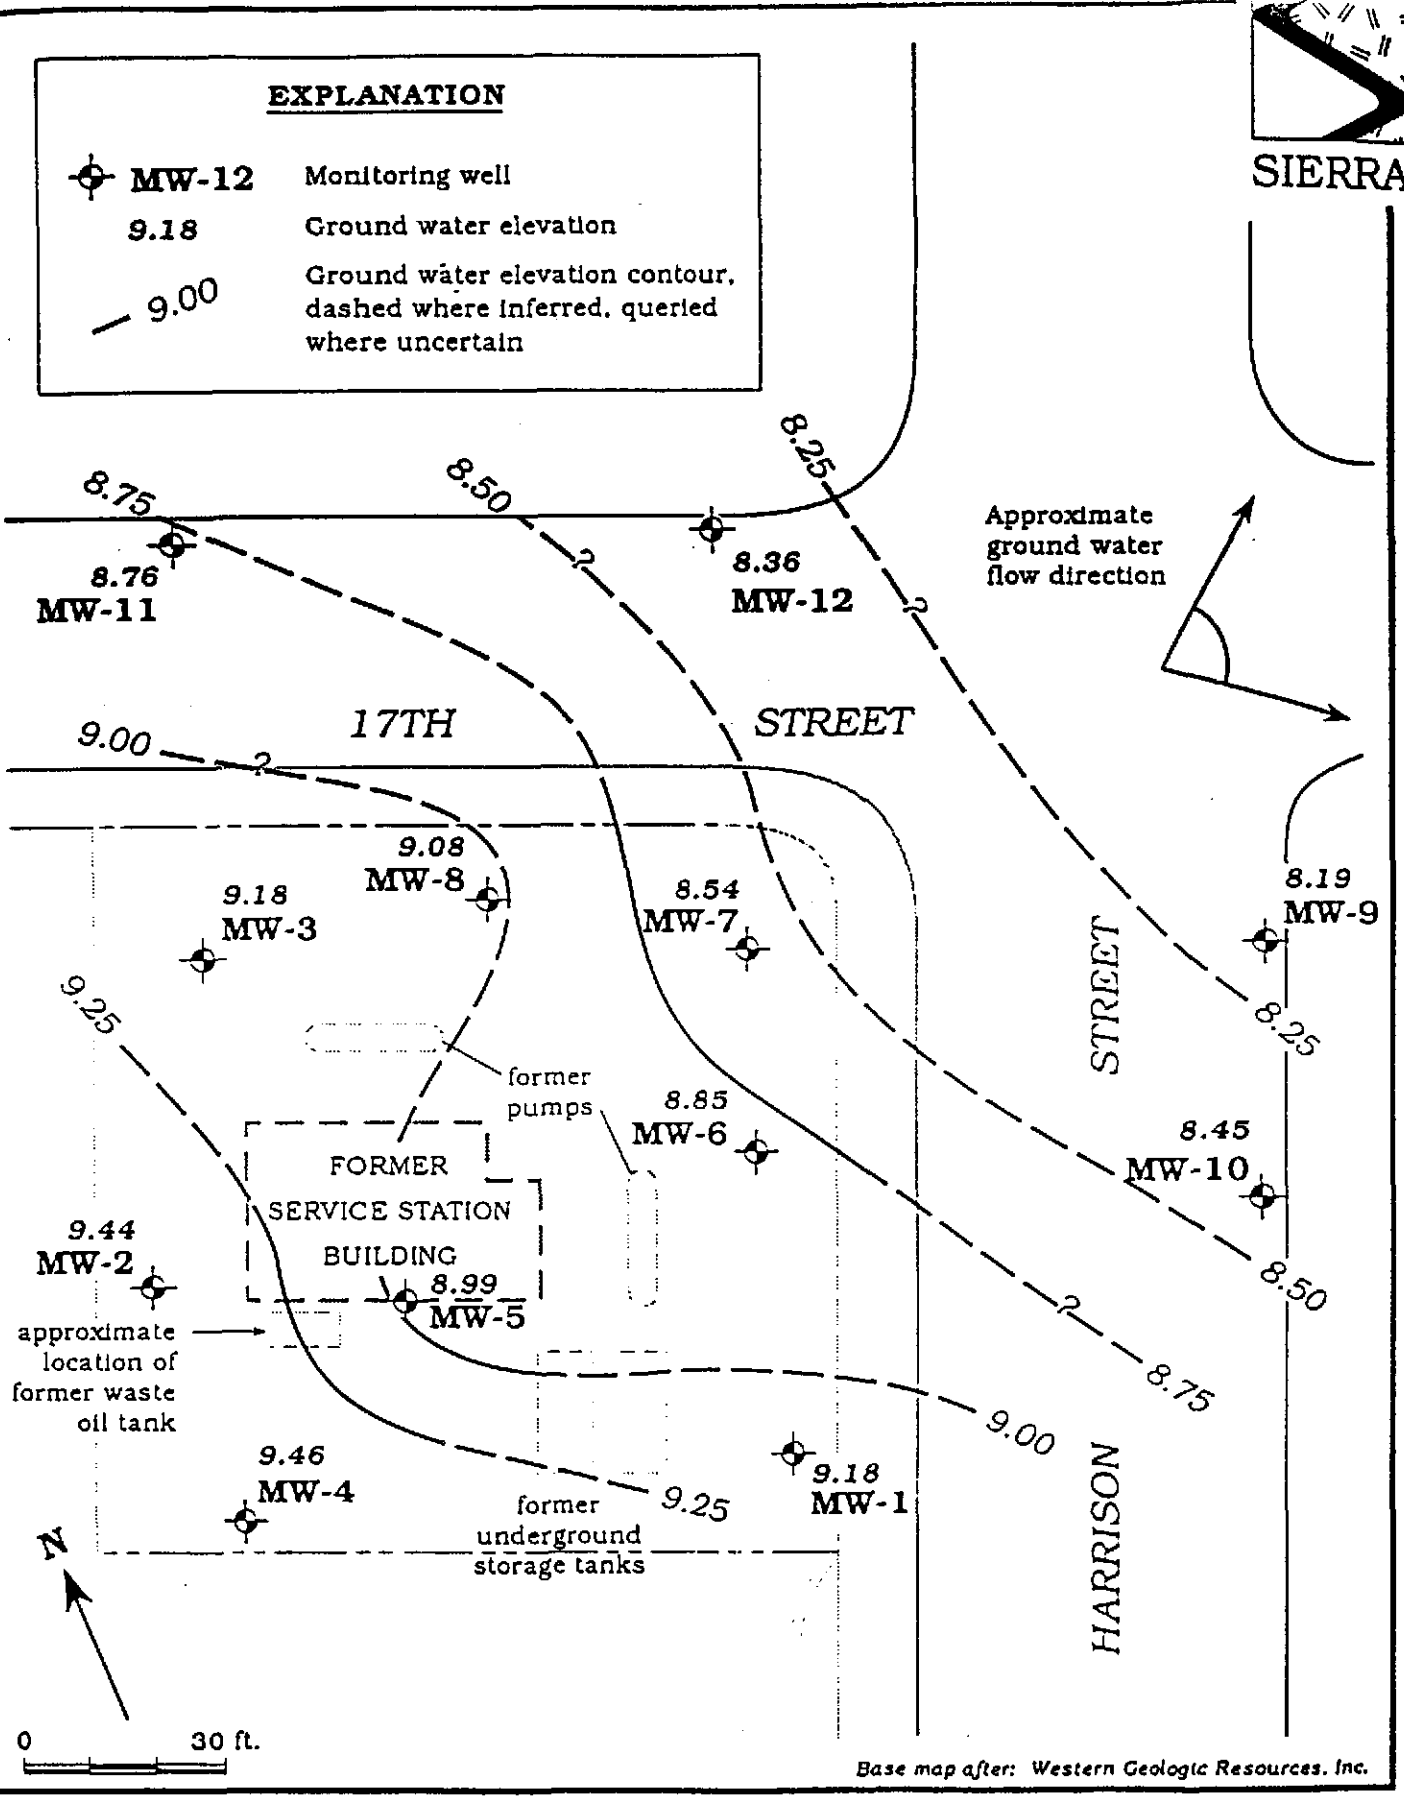 EXPLANATION
MW-12 Monitoring well
9.18 Ground water elevation
9.00 Ground water elevation contour,
dashed where inferred, queried
where uncertain
SIERRA
8.25
8.50
8.75
Approximate
ground water
flow direction
?
8.36
MW-12
8.76
MW-11
?
17TH STREET
9.00
?
9.08
MW-8
9.18
MW-3
8.54
MW-7
8.19
MW-9
STREET
9.25
8.25
former
pumps
8.85
MW-6
8.45
MW-10
FORMER
SERVICE STATION
BUILDING
9.44
MW-2
8.99
MW-5
8.50
?
approximate
location of
former waste
oil tank
8.75
9.00
9.46
MW-4
9.18
MW-1
9.25
former
underground
storage tanks
HARRISON
N
0 30 ft.
Base map after: Western Geologic Resources, Inc.